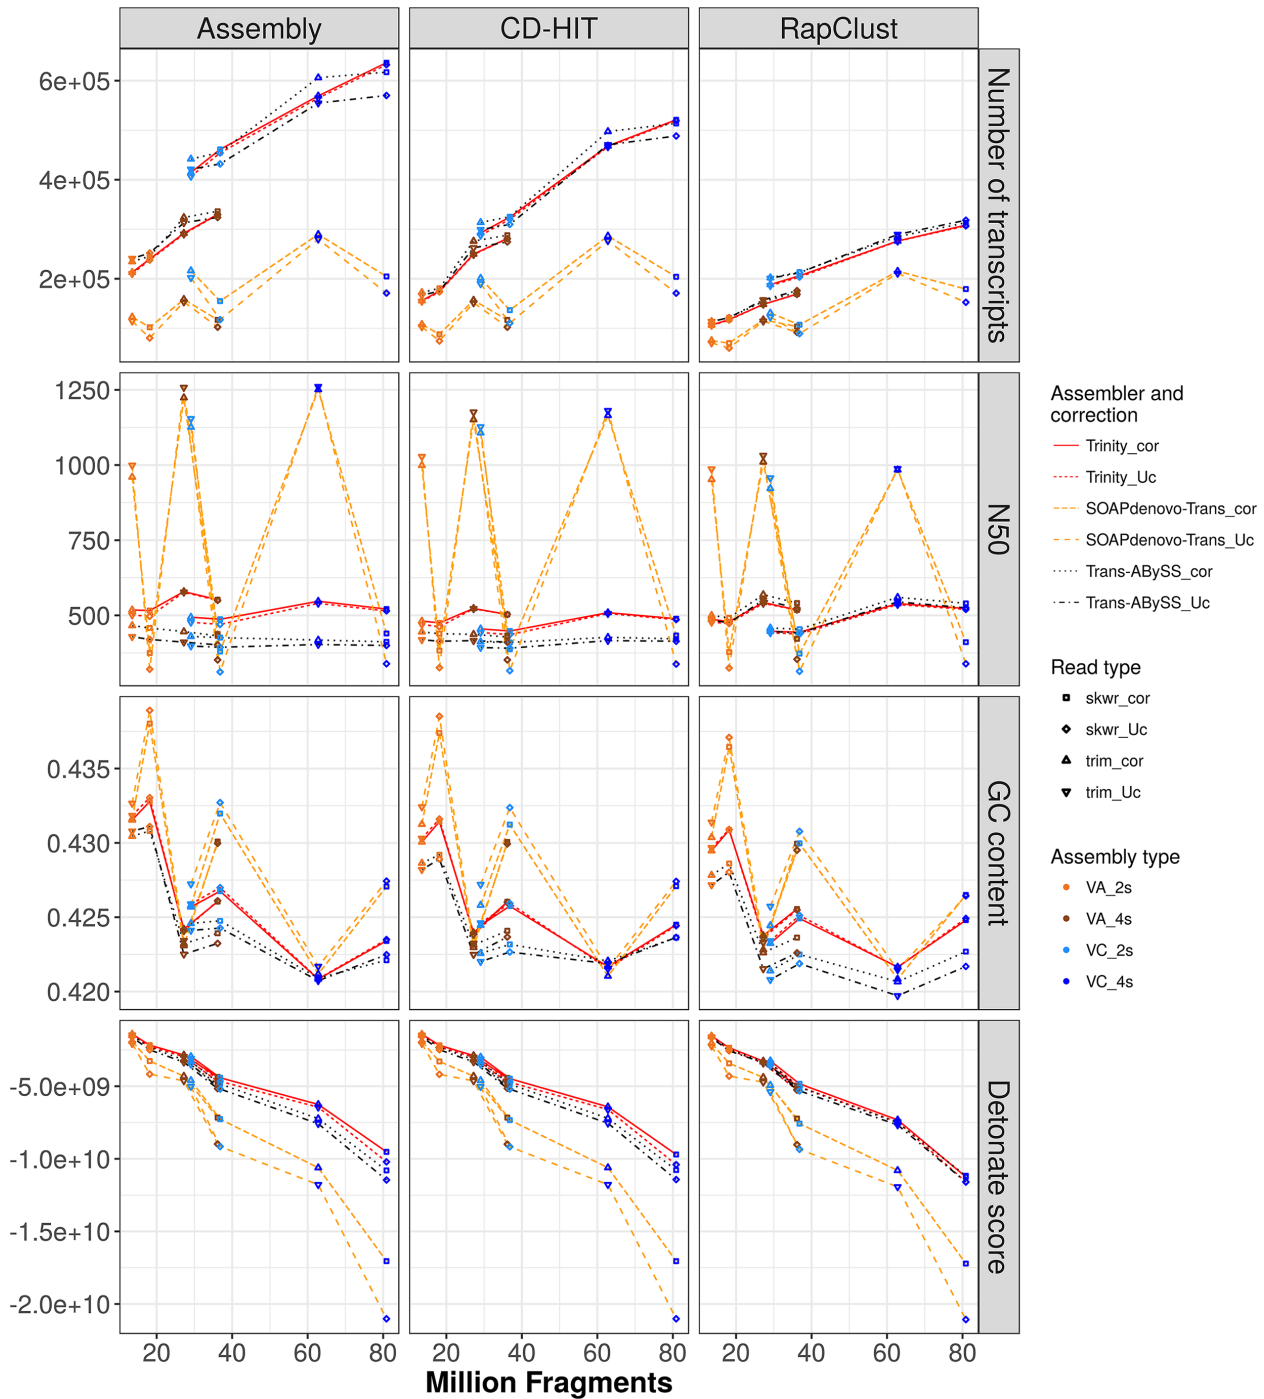 Assembly CD-HIT RapClust
6e+05
4e+05
2e+05
Number of transcripts
1250
1000
750
500
N50
0.435
0.430
0.425
0.420
GC content
-5.0e+09
-1.0e+10
-1.5e+10
-2.0e+10
Detonate score
20 40 60 80 20 40 60 80 20 40 60 80
Million Fragments
Assembler and
correction
Trinity_cor
Trinity_Uc
SOAPdenovo-Trans_cor
SOAPdenovo-Trans_Uc
Trans-ABySS_cor
Trans-ABySS_Uc
Read type
skwr_cor
skwr_Uc
trim_cor
trim_Uc
Assembly type
VA_2s
VA_4s
VC_2s
VC_4s